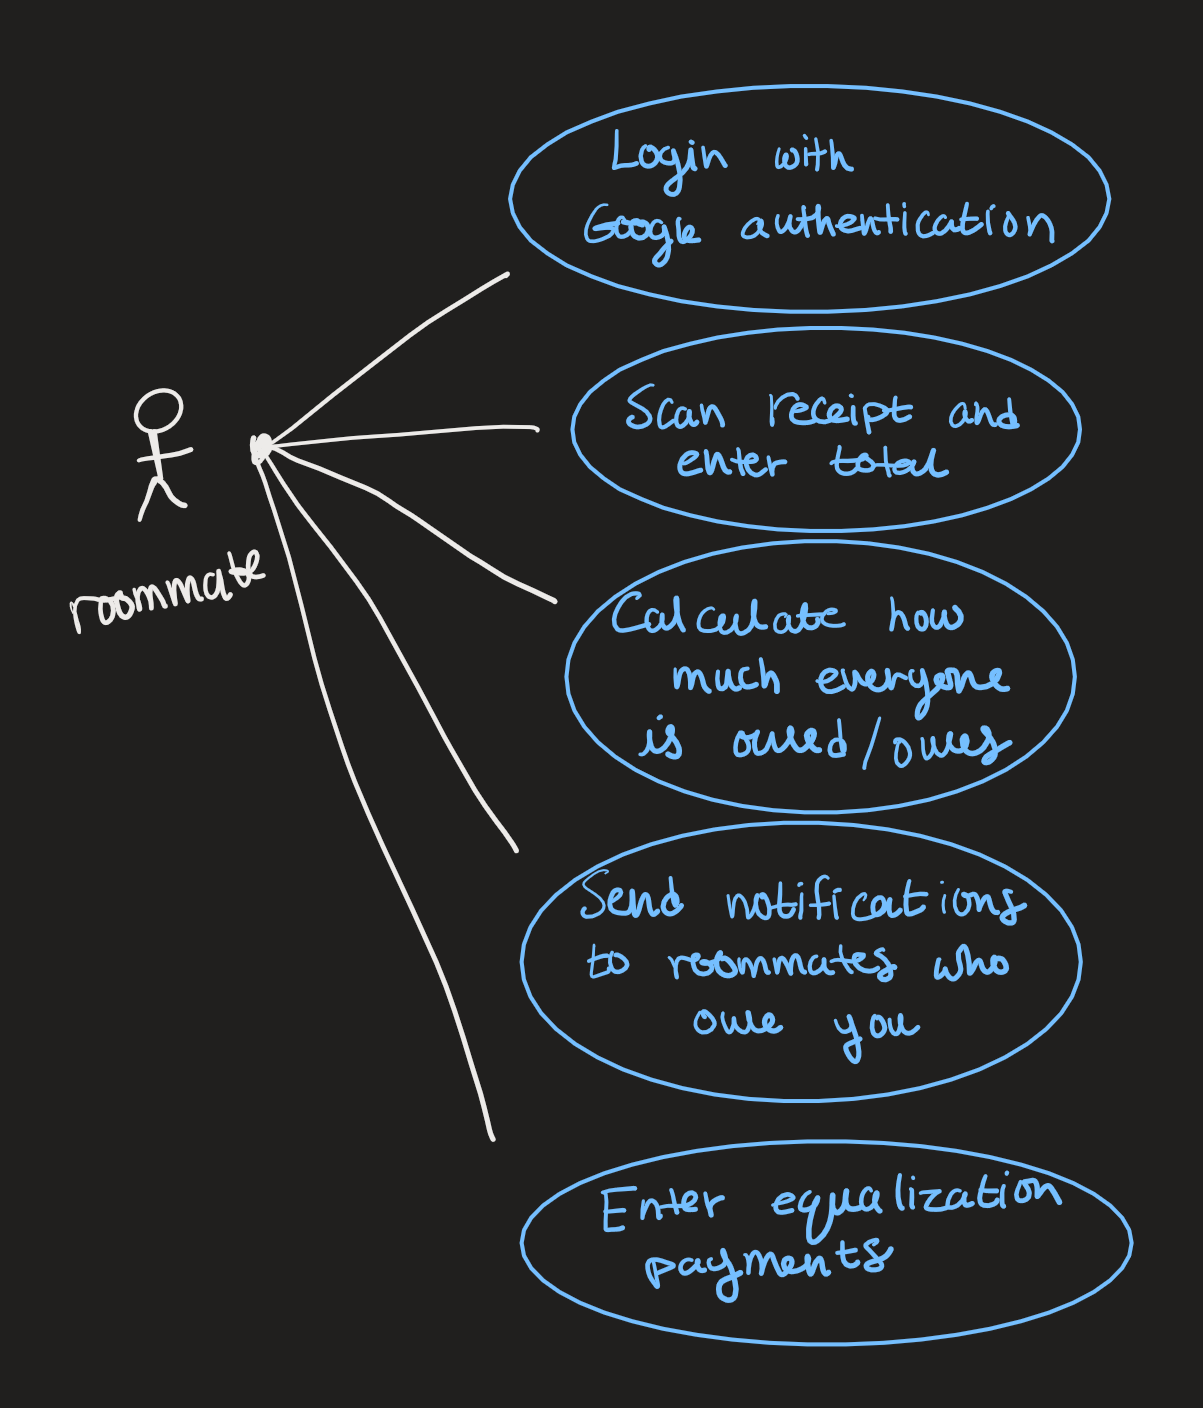 Login with
Google authentication
Scan receipt and
enter total
roommate
Calculate how
much everyone
is owed/owes
Send notifications
to roommates who
owe you
Enter equalization
payments